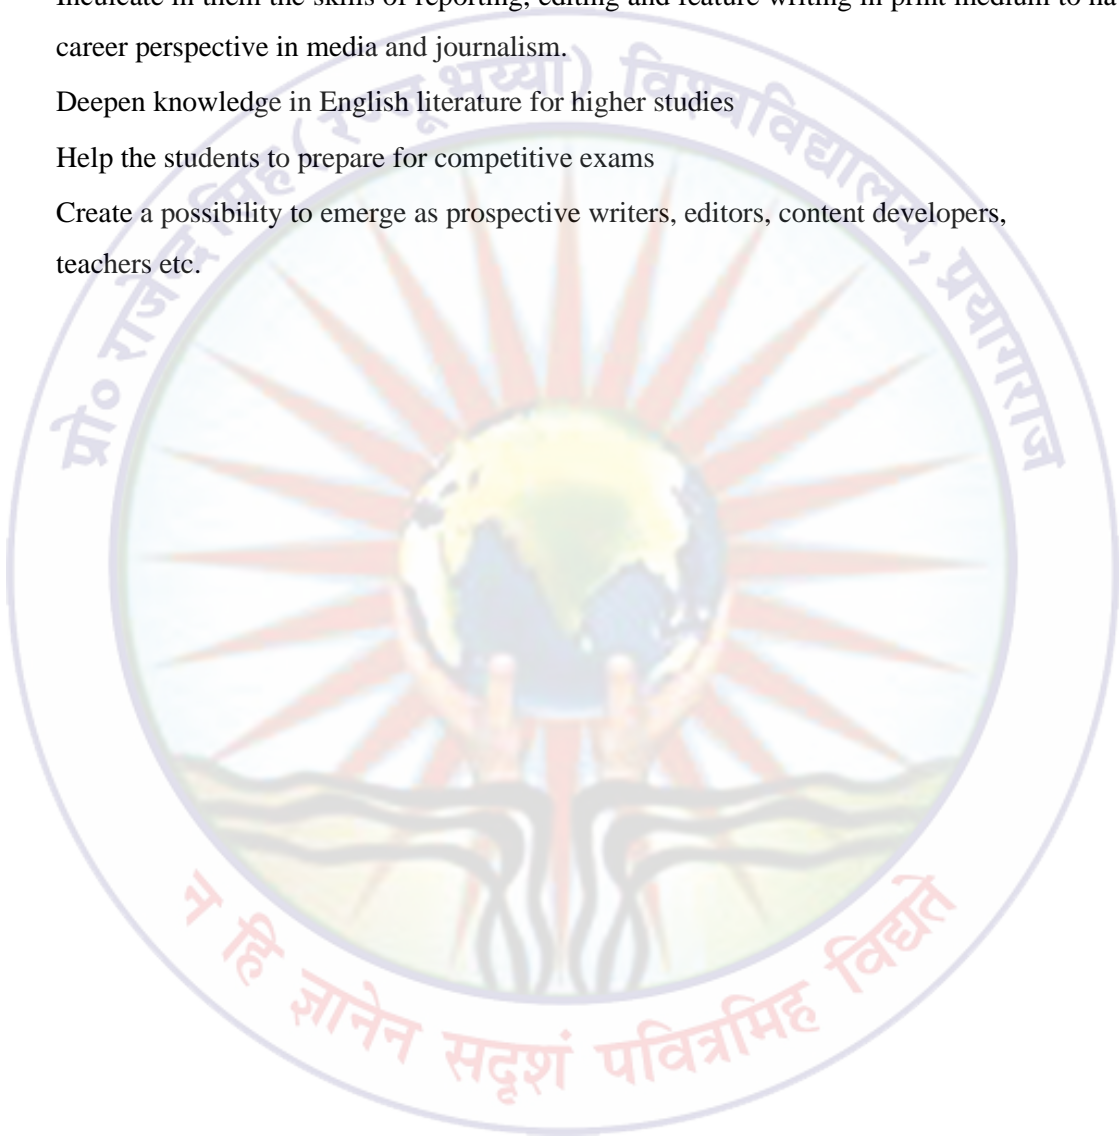 Inculcate in them the skills of reporting, editing and feature writing in print medium to
career perspective in media and journalism.
Deepen knowledge in English literature for higher studies
Help the students to prepare for competitive exams
Create a possibility to emerge as prospective writers, editors, content developers,
teachers etc.
प्रो० राजेन्द्र सिंह (रज्जू भय्या) विश्वविद्यालय, प्रयागराज
न हि ज्ञानेन सदृशं पवित्रमिह विद्यते